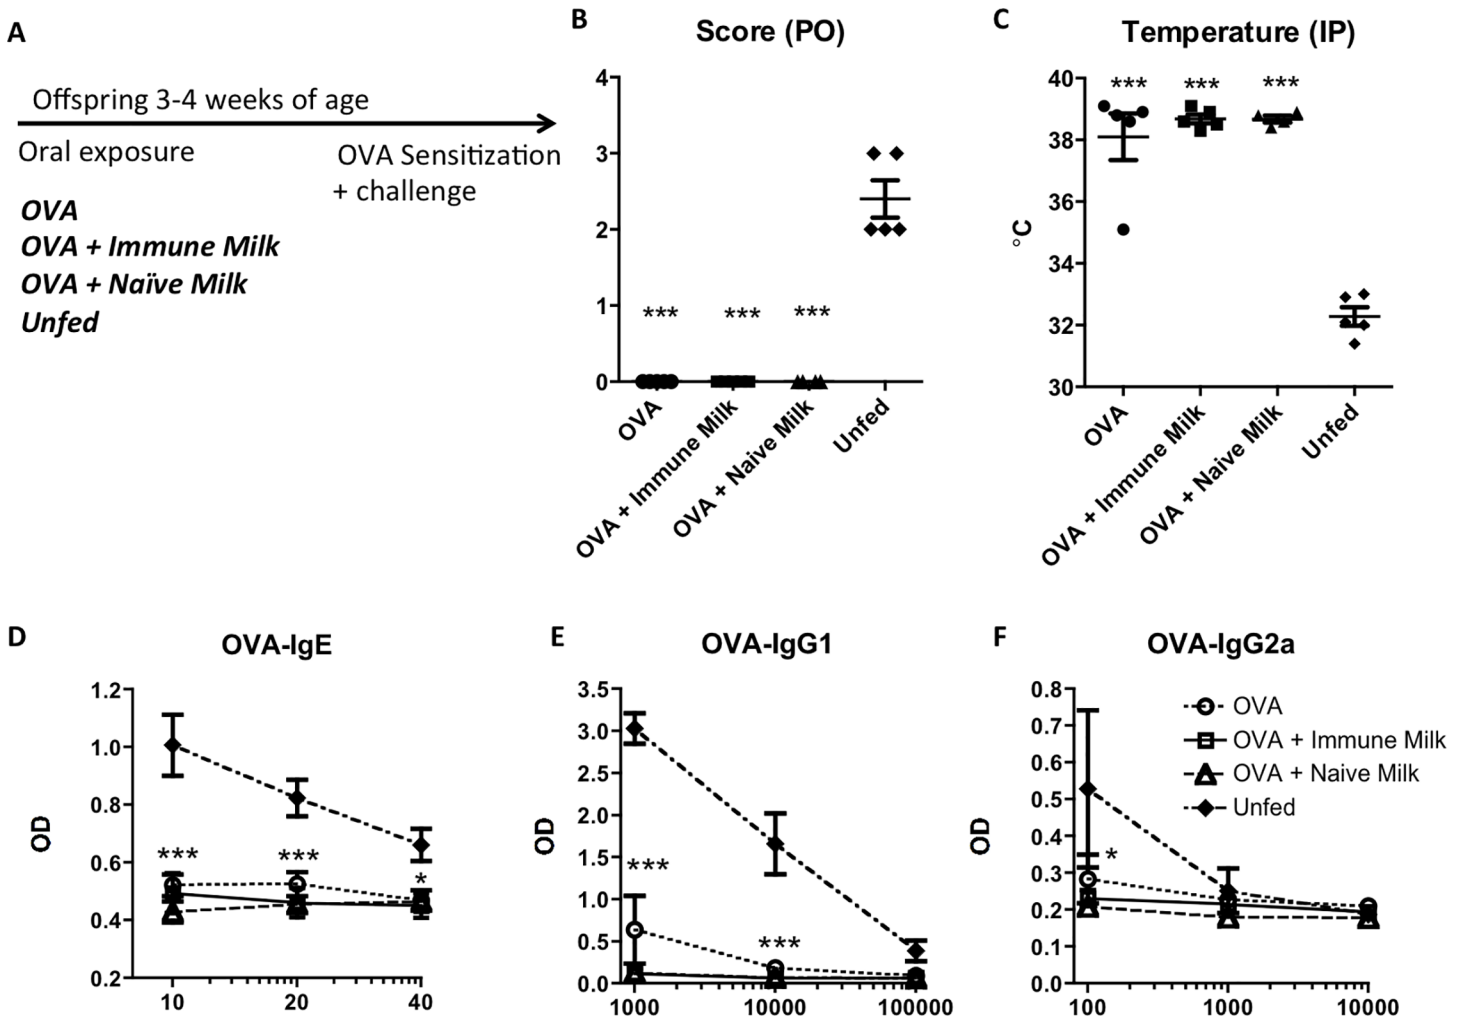 A
Offspring 3-4 weeks of age
Oral exposure
OVA Sensitization
+ challenge
OVA
OVA + Immune Milk
OVA + Naïve Milk
Unfed
B
Score (PO)
4
3
2
1
0
***
***
***
OVA
OVA + Immune Milk
OVA + Naive Milk
Unfed
C
Temperature (IP)
°C
40
38
36
34
32
30
***
***
***
OVA
OVA + Immune Milk
OVA + Naive Milk
Unfed
D
OVA-IgE
OD
1.2
1.0
0.8
0.6
0.4
0.2
***
***
*
10
20
40
E
OVA-IgG1
OD
3.5
3.0
2.5
2.0
1.5
1.0
0.5
0.0
***
***
1000
10000
100000
F
OVA-IgG2a
OD
0.8
0.7
0.6
0.5
0.4
0.3
0.2
0.1
0.0
*
OVA
OVA + Immune Milk
OVA + Naive Milk
Unfed
100
1000
10000